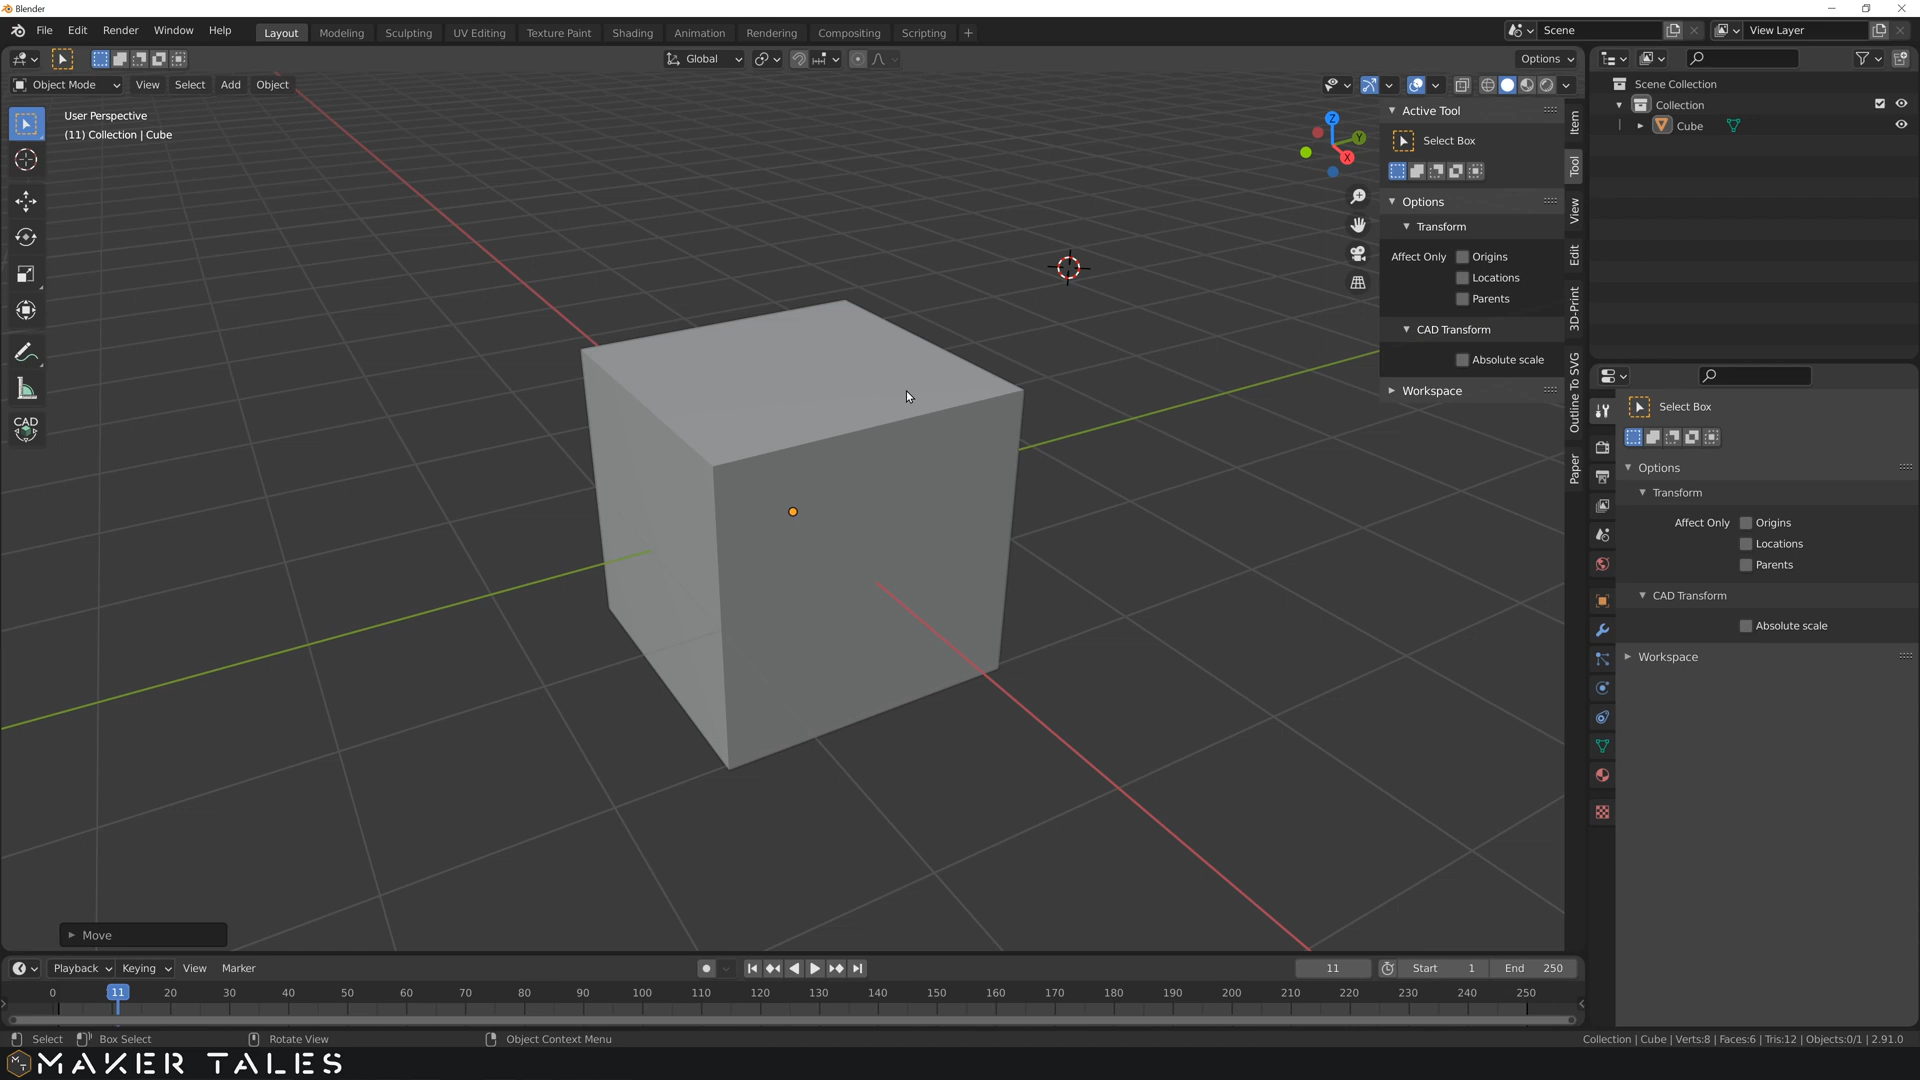 Blender
File Edit Render Window Help Layout Modeling Sculpting UV Editing Texture Paint Shading Animation Rendering Compositing Scripting + Scene View Layer
Global Options
Object Mode View Select Add Object
User Perspective
(11) Collection | Cube
Z
Y
X
CAD
Active Tool
Select Box
Options
Transform
Affect Only Origins
Locations
Parents
CAD Transform
Absolute scale
Workspace
Item
Tool
View
Edit
3D-Print
Outline To SVG
Paper
Scene Collection
Collection
Cube
Select Box
Options
Transform
Affect Only Origins
Locations
Parents
CAD Transform
Absolute scale
Workspace
Move
Playback Keying View Marker 11 Start 1 End 250
0 11 20 30 40 50 60 70 80 90 100 110 120 130 140 150 160 170 180 190 200 210 220 230 240 250
Select Box Select Rotate View Object Context Menu Collection | Cube | Verts:8 | Faces:6 | Tris:12 | Objects:0/1 | 2.91.0
MT MAKER TALES